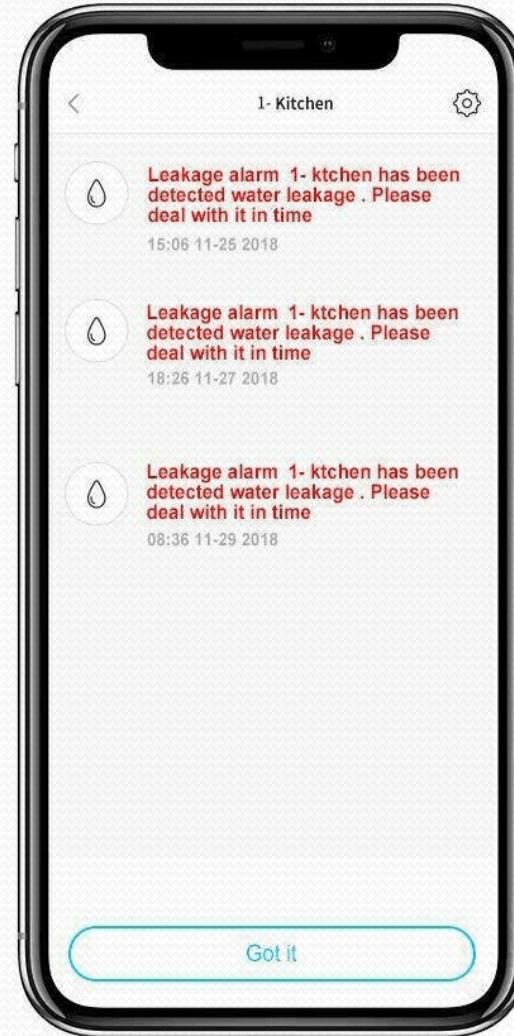 1- Kitchen
Leakage alarm 1- ktchen has been
detected water leakage . Please
deal with it in time
15:06 11-25 2018
Leakage alarm 1- ktchen has been
detected water leakage . Please
deal with it in time
18:26 11-27 2018
Leakage alarm 1- ktchen has been
detected water leakage . Please
deal with it in time
08:36 11-29 2018
Got it